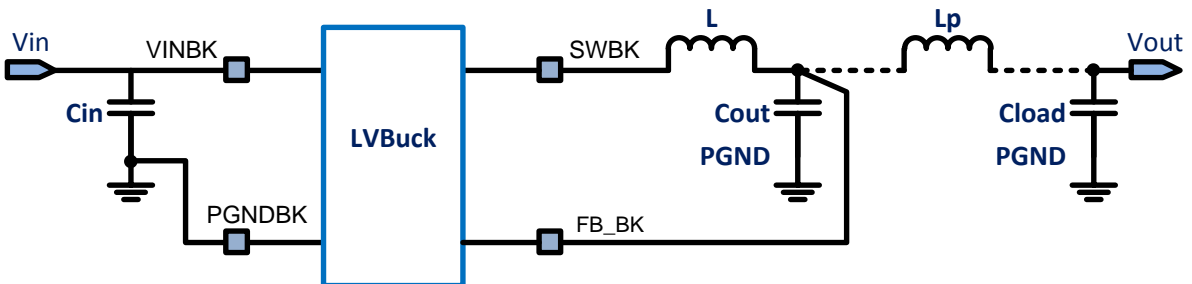 L
Lp
Vin
VINBK
SWBK
Vout
Cin
LVBuck
Cout
PGND
Cload
PGND
PGNDBK
FB_BK